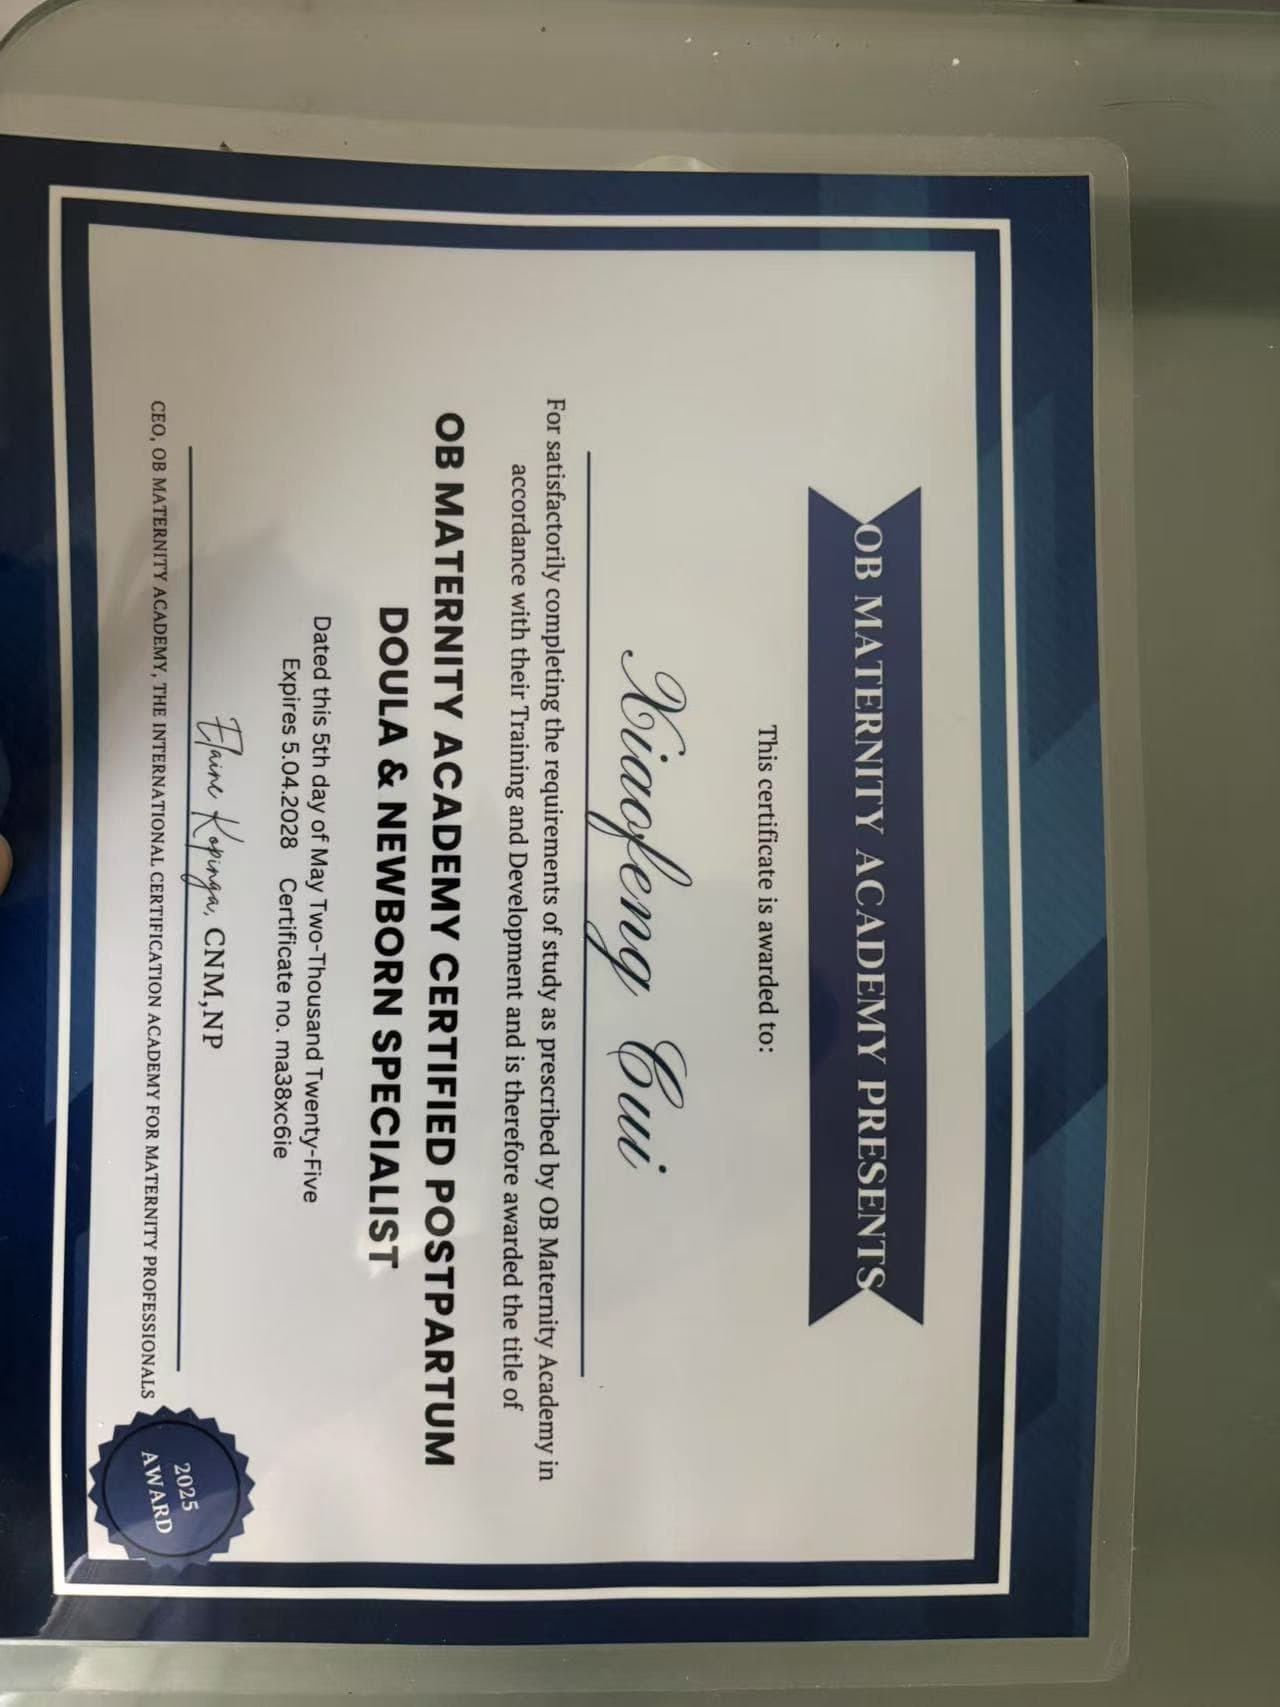 OB MATERNITY ACADEMY PRESENTS
This certificate is awarded to:
Xiaofeng Cui
For satisfactorily completing the requirements of study as prescribed by OB Maternity Academy in
accordance with their Training and Development and is therefore awarded the title of
OB MATERNITY ACADEMY CERTIFIED POSTPARTUM
DOULA & NEWBORN SPECIALIST
Dated this 5th day of May Two-Thousand Twenty-Five
Expires 5.04.2028 Certificate no. ma38xc6ie
Elaine Kopinga, CNM,NP
CEO, OB MATERNITY ACADEMY, THE INTERNATIONAL CERTIFICATION ACADEMY FOR MATERNITY PROFESSIONALS
2025
AWARD